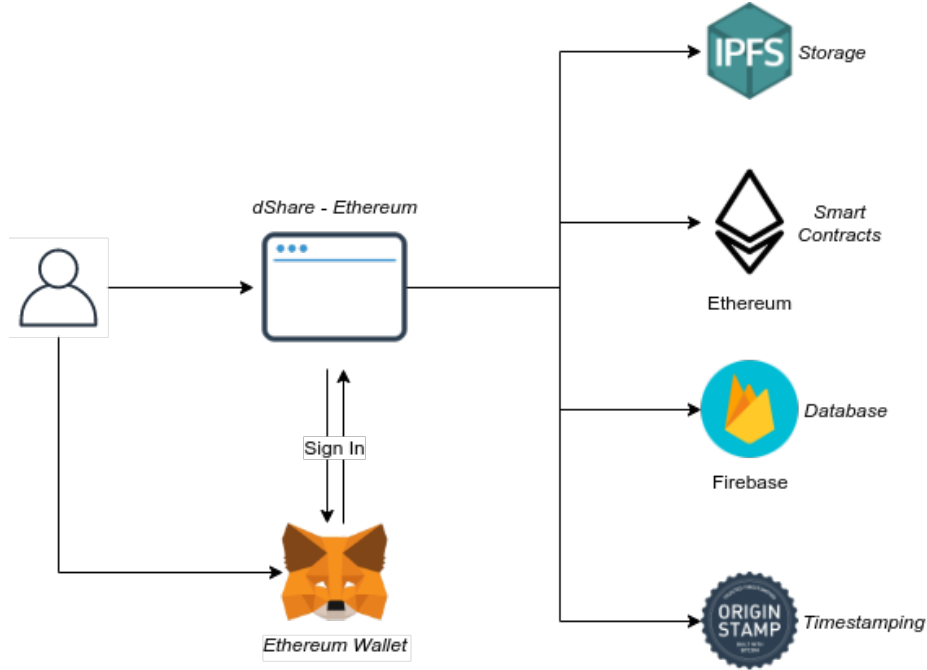 IPFS
Storage
dShare - Ethereum
Smart
Contracts
Ethereum
Database
Sign In
Firebase
ORIGIN
STAMP
Timestamping
Ethereum Wallet